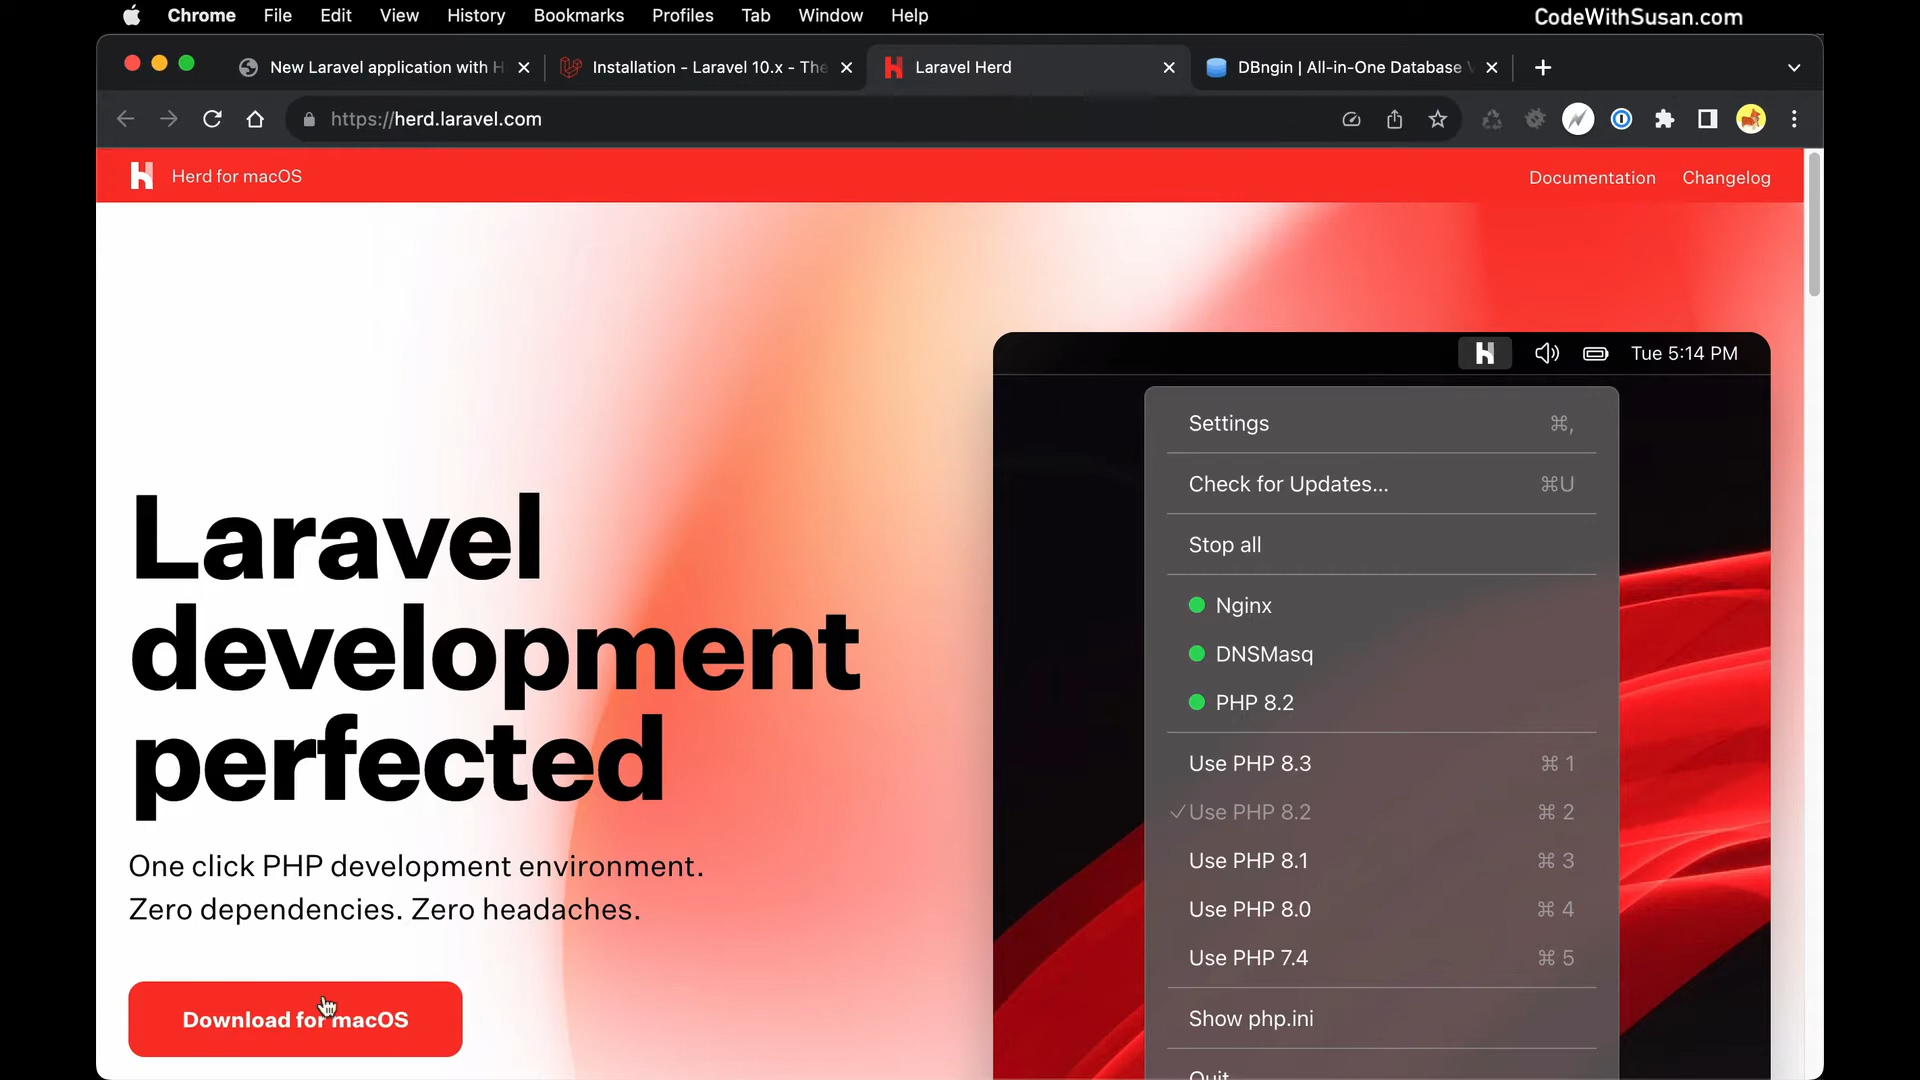 Chrome File Edit View History Bookmarks Profiles Tab Window Help
CodeWithSusan.com
New Laravel application with H
Installation - Laravel 10.x - The
Laravel Herd
DBngin | All-in-One Database
https://herd.laravel.com
Herd for macOS
Documentation
Changelog
Tue 5:14 PM
Settings ⌘,
Check for Updates... ⌘U
Stop all
Nginx
DNSMasq
PHP 8.2
Use PHP 8.3 ⌘ 1
✓Use PHP 8.2 ⌘ 2
Use PHP 8.1 ⌘ 3
Use PHP 8.0 ⌘ 4
Use PHP 7.4 ⌘ 5
Show php.ini
Quit
Laravel
development
perfected
One click PHP development environment.
Zero dependencies. Zero headaches.
Download for macOS